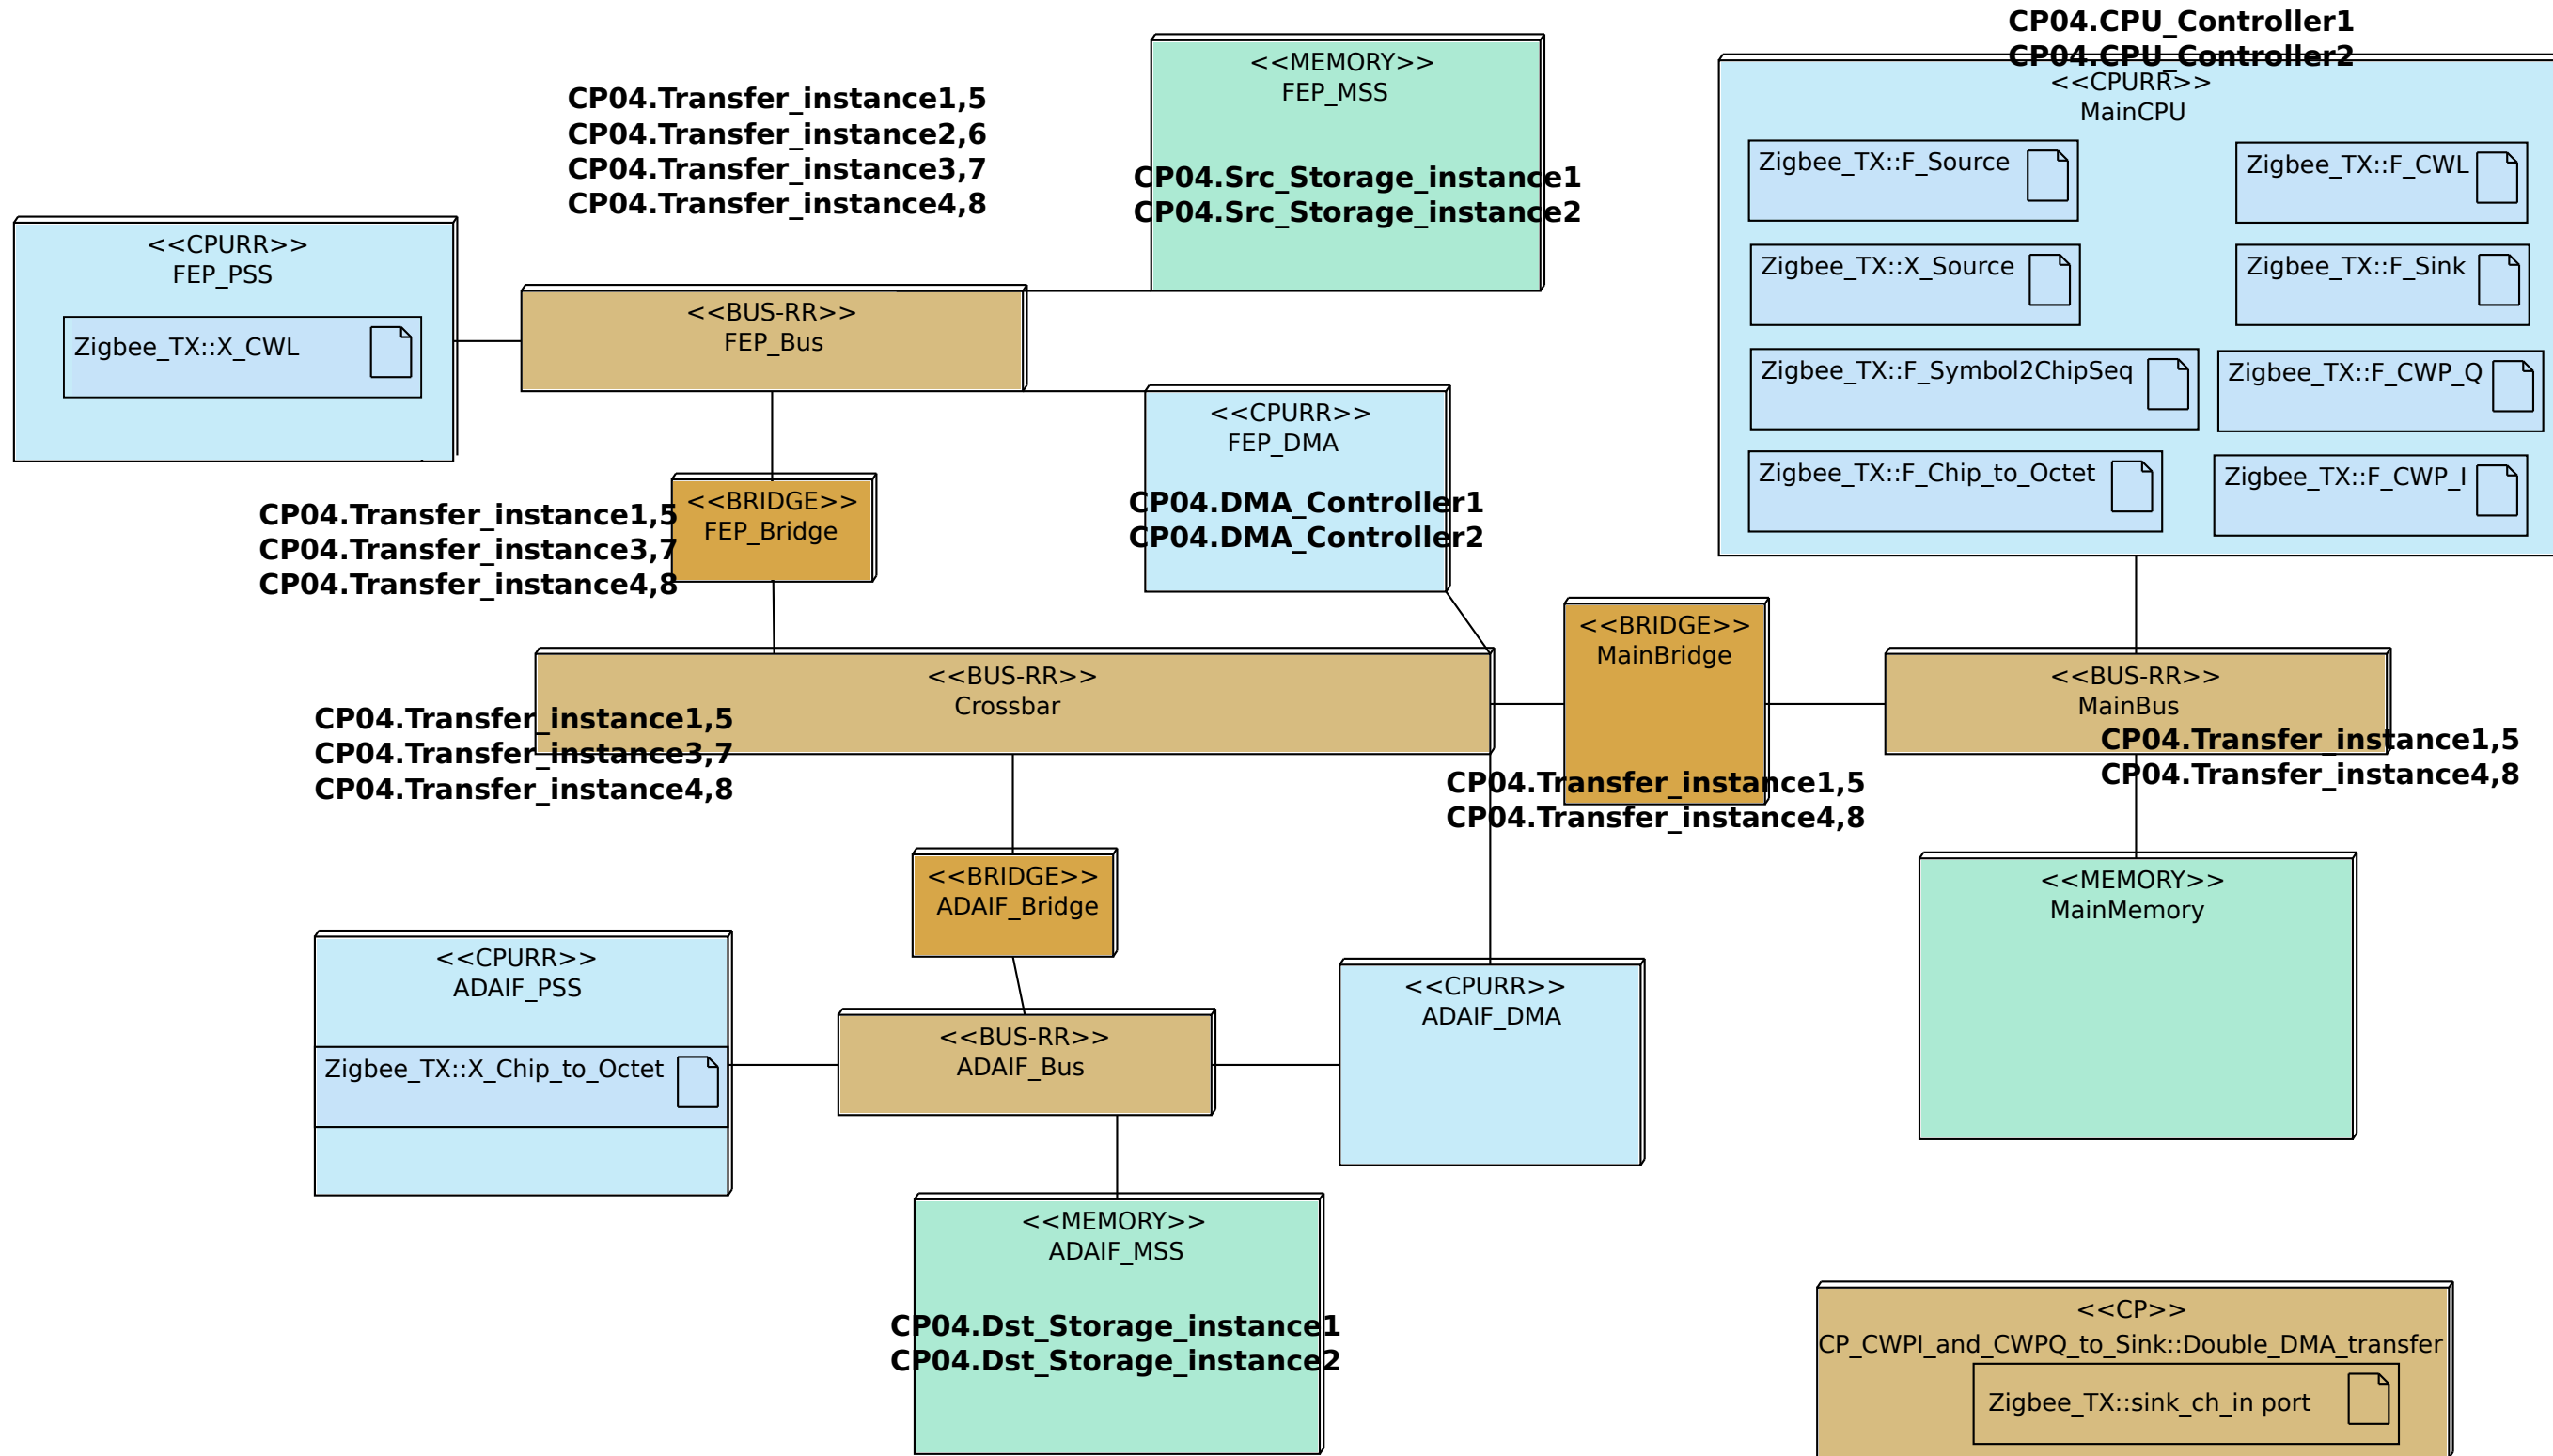 CP04.CPU_Controller1
CP04.CPU_Controller2
<<CPURR>>
MainCPU
Zigbee_TX::F_Source
Zigbee_TX::F_CWL
Zigbee_TX::X_Source
Zigbee_TX::F_Sink
Zigbee_TX::F_Symbol2ChipSeq
Zigbee_TX::F_CWP_Q
Zigbee_TX::F_Chip_to_Octet
Zigbee_TX::F_CWP_I
<<MEMORY>>
FEP_MSS
CP04.Src_Storage_instance1
CP04.Src_Storage_instance2
CP04.Transfer_instance1,5
CP04.Transfer_instance2,6
CP04.Transfer_instance3,7
CP04.Transfer_instance4,8
<<CPURR>>
FEP_PSS
Zigbee_TX::X_CWL
<<BUS-RR>>
FEP_Bus
<<CPURR>>
FEP_DMA
CP04.DMA_Controller1
CP04.DMA_Controller2
<<BRIDGE>>
FEP_Bridge
CP04.Transfer_instance1,5
CP04.Transfer_instance3,7
CP04.Transfer_instance4,8
<<BUS-RR>>
Crossbar
CP04.Transfer_instance1,5
CP04.Transfer_instance3,7
CP04.Transfer_instance4,8
<<BRIDGE>>
MainBridge
CP04.Transfer_instance1,5
CP04.Transfer_instance4,8
<<BUS-RR>>
MainBus
CP04.Transfer_instance1,5
CP04.Transfer_instance4,8
<<BRIDGE>>
ADAIF_Bridge
<<MEMORY>>
MainMemory
<<CPURR>>
ADAIF_PSS
Zigbee_TX::X_Chip_to_Octet
<<BUS-RR>>
ADAIF_Bus
<<CPURR>>
ADAIF_DMA
<<MEMORY>>
ADAIF_MSS
CP04.Dst_Storage_instance1
CP04.Dst_Storage_instance2
<<CP>>
CP_CWPI_and_CWPQ_to_Sink::Double_DMA_transfer
Zigbee_TX::sink_ch_in port